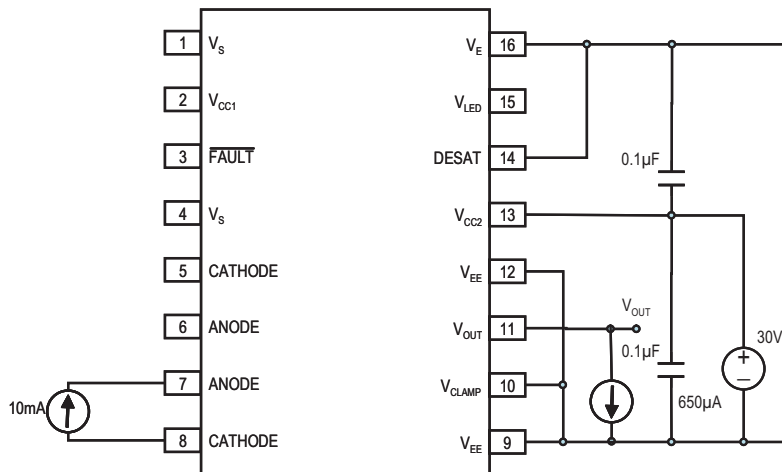 1 V_S V_E 16
2 V_CC1 V_LED 15
3 FAULT DESAT 14
0.1µF
4 V_S V_CC2 13
5 CATHODE V_EE 12
6 ANODE V_OUT 11
V_OUT
0.1µF
30V
+
–
7 ANODE V_CLAMP 10
650µA
10mA
8 CATHODE V_EE 9